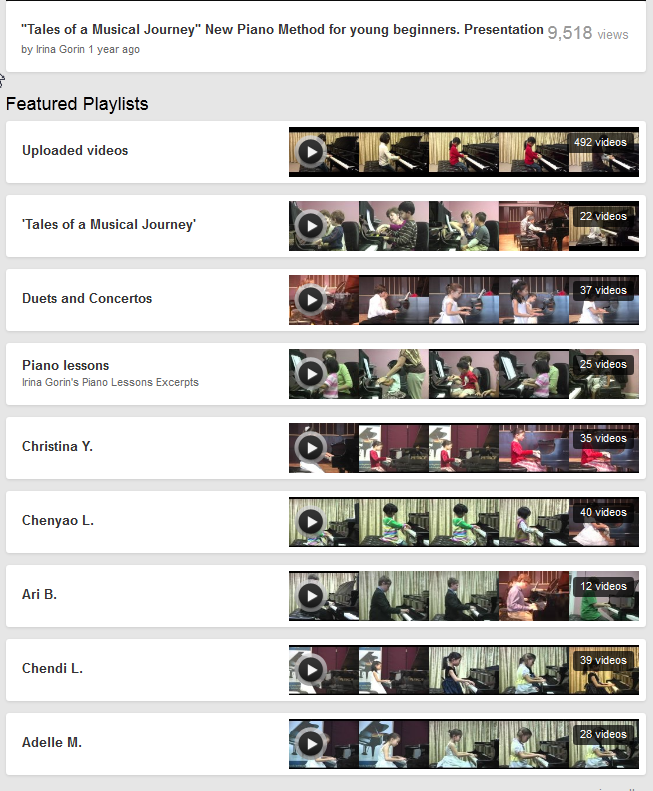 "Tales of a Musical Journey" New Piano Method for young beginners. Presentation 9,518 views
by Irina Gorin 1 year ago
Featured Playlists
Uploaded videos
492 videos
'Tales of a Musical Journey'
22 videos
Duets and Concertos
37 videos
Piano lessons
Irina Gorin's Piano Lessons Excerpts
25 videos
Christina Y.
35 videos
Chenyao L.
40 videos
Ari B.
12 videos
Chendi L.
39 videos
Adelle M.
28 videos